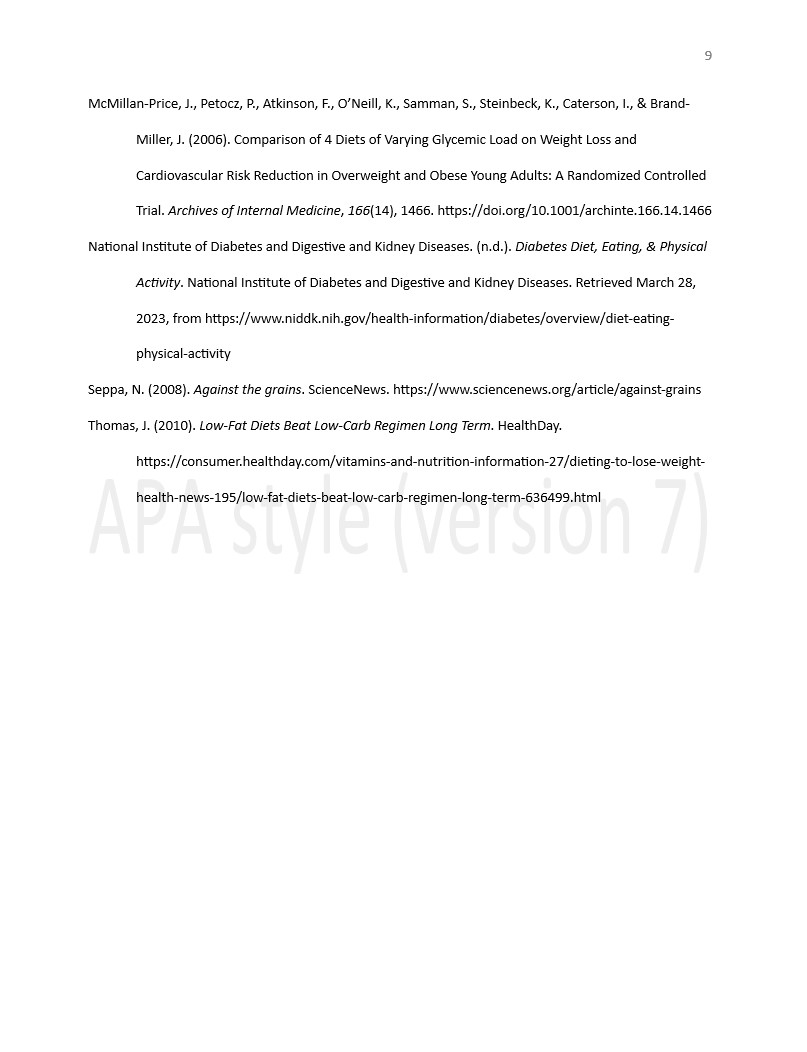 9
McMillan-Price, J., Petocz, P., Atkinson, F., O’Neill, K., Samman, S., Steinbeck, K., Caterson, I., & Brand-
Miller, J. (2006). Comparison of 4 Diets of Varying Glycemic Load on Weight Loss and
Cardiovascular Risk Reduction in Overweight and Obese Young Adults: A Randomized Controlled
Trial. Archives of Internal Medicine, 166(14), 1466. https://doi.org/10.1001/archinte.166.14.1466
National Institute of Diabetes and Digestive and Kidney Diseases. (n.d.). Diabetes Diet, Eating, & Physical
Activity. National Institute of Diabetes and Digestive and Kidney Diseases. Retrieved March 28,
2023, from https://www.niddk.nih.gov/health-information/diabetes/overview/diet-eating-
physical-activity
Seppa, N. (2008). Against the grains. ScienceNews. https://www.sciencenews.org/article/against-grains
Thomas, J. (2010). Low-Fat Diets Beat Low-Carb Regimen Long Term. HealthDay.
https://consumer.healthday.com/vitamins-and-nutrition-information-27/dieting-to-lose-weight-
health-news-195/low-fat-diets-beat-low-carb-regimen-long-term-636499.html
APA style (version 7)